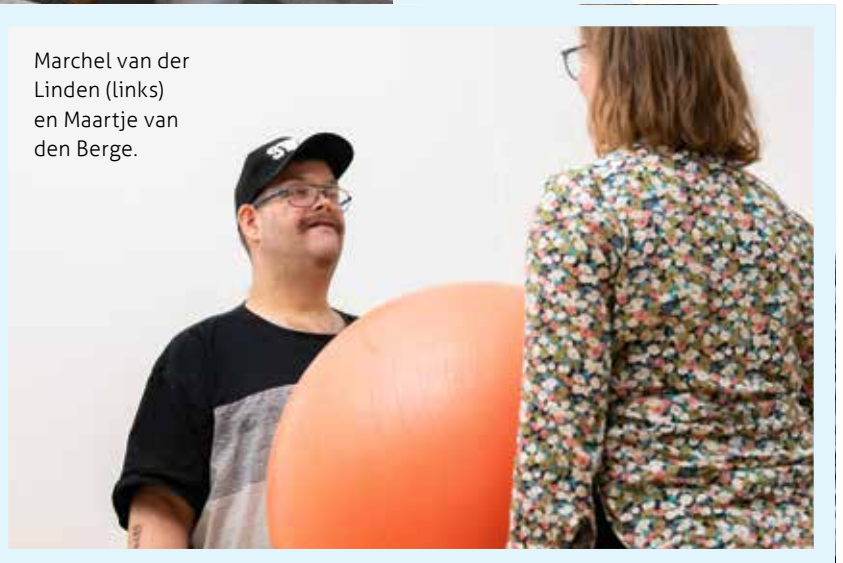 Marchel van der
Linden (links)
en Maartje van
den Berge.